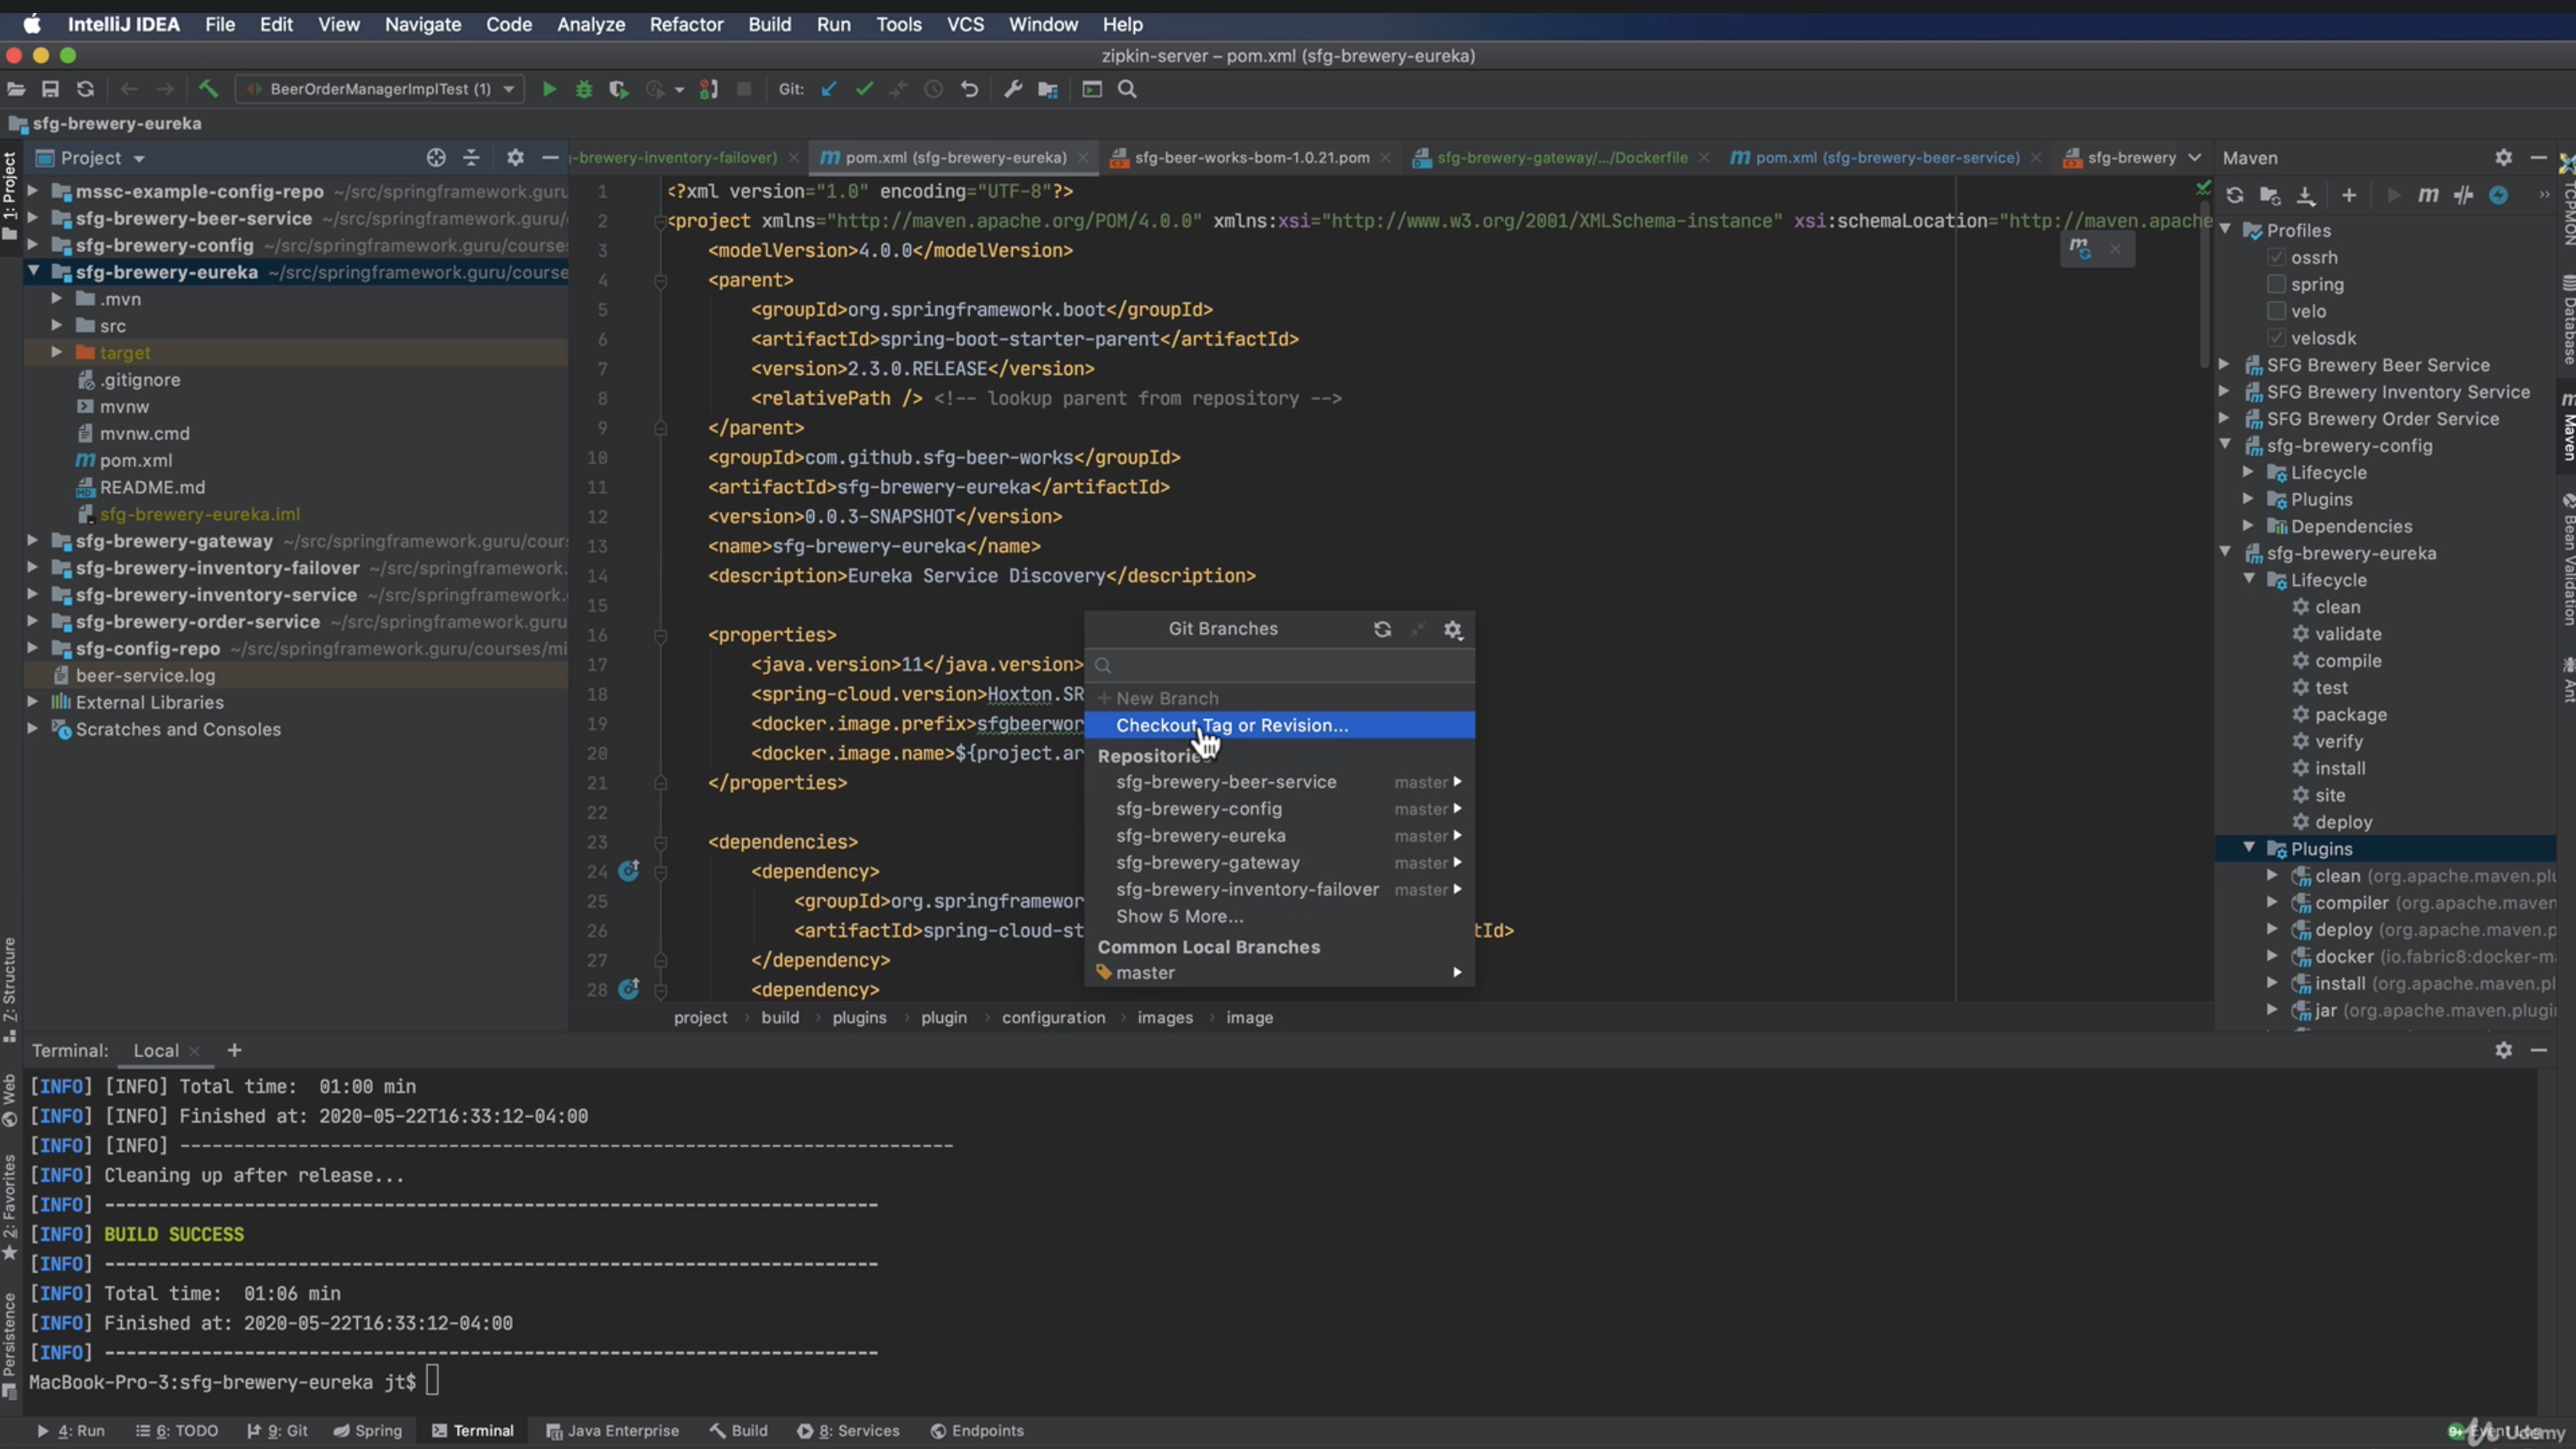 IntelliJ IDEA File Edit View Navigate Code Analyze Refactor Build Run Tools VCS Window Help
zipkin-server – pom.xml (sfg-brewery-eureka)
BeerOrderManagerImplTest (1) Git:
sfg-brewery-eureka
1: Project
Project
mssc-example-config-repo ~/src/springframework.guru
sfg-brewery-beer-service ~/src/springframework.guru/
sfg-brewery-config ~/src/springframework.guru/course
sfg-brewery-eureka ~/src/springframework.guru/course
.mvn
src
target
.gitignore
mvnw
mvnw.cmd
pom.xml
README.md
sfg-brewery-eureka.iml
sfg-brewery-gateway ~/src/springframework.guru/cour
sfg-brewery-inventory-failover ~/src/springframework.
sfg-brewery-inventory-service ~/src/springframework.
sfg-brewery-order-service ~/src/springframework.guru
sfg-config-repo ~/src/springframework.guru/courses/mi
beer-service.log
External Libraries
Scratches and Consoles
-brewery-inventory-failover) pom.xml (sfg-brewery-eureka) sfg-beer-works-bom-1.0.21.pom sfg-brewery-gateway/.../Dockerfile pom.xml (sfg-brewery-beer-service) sfg-brewery
1 <?xml version="1.0" encoding="UTF-8"?>
2 <project xmlns="http://maven.apache.org/POM/4.0.0" xmlns:xsi="http://www.w3.org/2001/XMLSchema-instance" xsi:schemaLocation="http://maven.apache
3 <modelVersion>4.0.0</modelVersion>
4 <parent>
5 <groupId>org.springframework.boot</groupId>
6 <artifactId>spring-boot-starter-parent</artifactId>
7 <version>2.3.0.RELEASE</version>
8 <relativePath /> <!-- lookup parent from repository -->
9 </parent>
10 <groupId>com.github.sfg-beer-works</groupId>
11 <artifactId>sfg-brewery-eureka</artifactId>
12 <version>0.0.3-SNAPSHOT</version>
13 <name>sfg-brewery-eureka</name>
14 <description>Eureka Service Discovery</description>
15
16 <properties>
17 <java.version>11</java.version>
18 <spring-cloud.version>Hoxton.SR
19 <docker.image.prefix>sfgbeerwor
20 <docker.image.name>${project.ar
21 </properties>
22
23 <dependencies>
24 <dependency>
25 <groupId>org.springframewor
26 <artifactId>spring-cloud-st tId>
27 </dependency>
28 <dependency>
project › build › plugins › plugin › configuration › images › image
Git Branches
+ New Branch
Checkout Tag or Revision...
Repositorie
sfg-brewery-beer-service master
sfg-brewery-config master
sfg-brewery-eureka master
sfg-brewery-gateway master
sfg-brewery-inventory-failover master
Show 5 More...
Common Local Branches
master
Maven
Profiles
ossrh
spring
velo
velosdk
SFG Brewery Beer Service
SFG Brewery Inventory Service
SFG Brewery Order Service
sfg-brewery-config
Lifecycle
Plugins
Dependencies
sfg-brewery-eureka
Lifecycle
clean
validate
compile
test
package
verify
install
site
deploy
Plugins
clean (org.apache.maven.plu
compiler (org.apache.maven
deploy (org.apache.maven.p
docker (io.fabric8:docker-m
install (org.apache.maven.pl
jar (org.apache.maven.plugi
TCPMON
Database
Maven
Bean Validation
Ant
Z: Structure
Web
2: Favorites
Persistence
Terminal: Local +
[INFO] [INFO] Total time:  01:00 min
[INFO] [INFO] Finished at: 2020-05-22T16:33:12-04:00
[INFO] [INFO] ------------------------------------------------------------------------
[INFO] Cleaning up after release...
[INFO] ------------------------------------------------------------------------
[INFO] BUILD SUCCESS
[INFO] ------------------------------------------------------------------------
[INFO] Total time:  01:06 min
[INFO] Finished at: 2020-05-22T16:33:12-04:00
[INFO] ------------------------------------------------------------------------
MacBook-Pro-3:sfg-brewery-eureka jt$
4: Run 6: TODO 9: Git Spring Terminal Java Enterprise Build 8: Services Endpoints
9+ Udemy